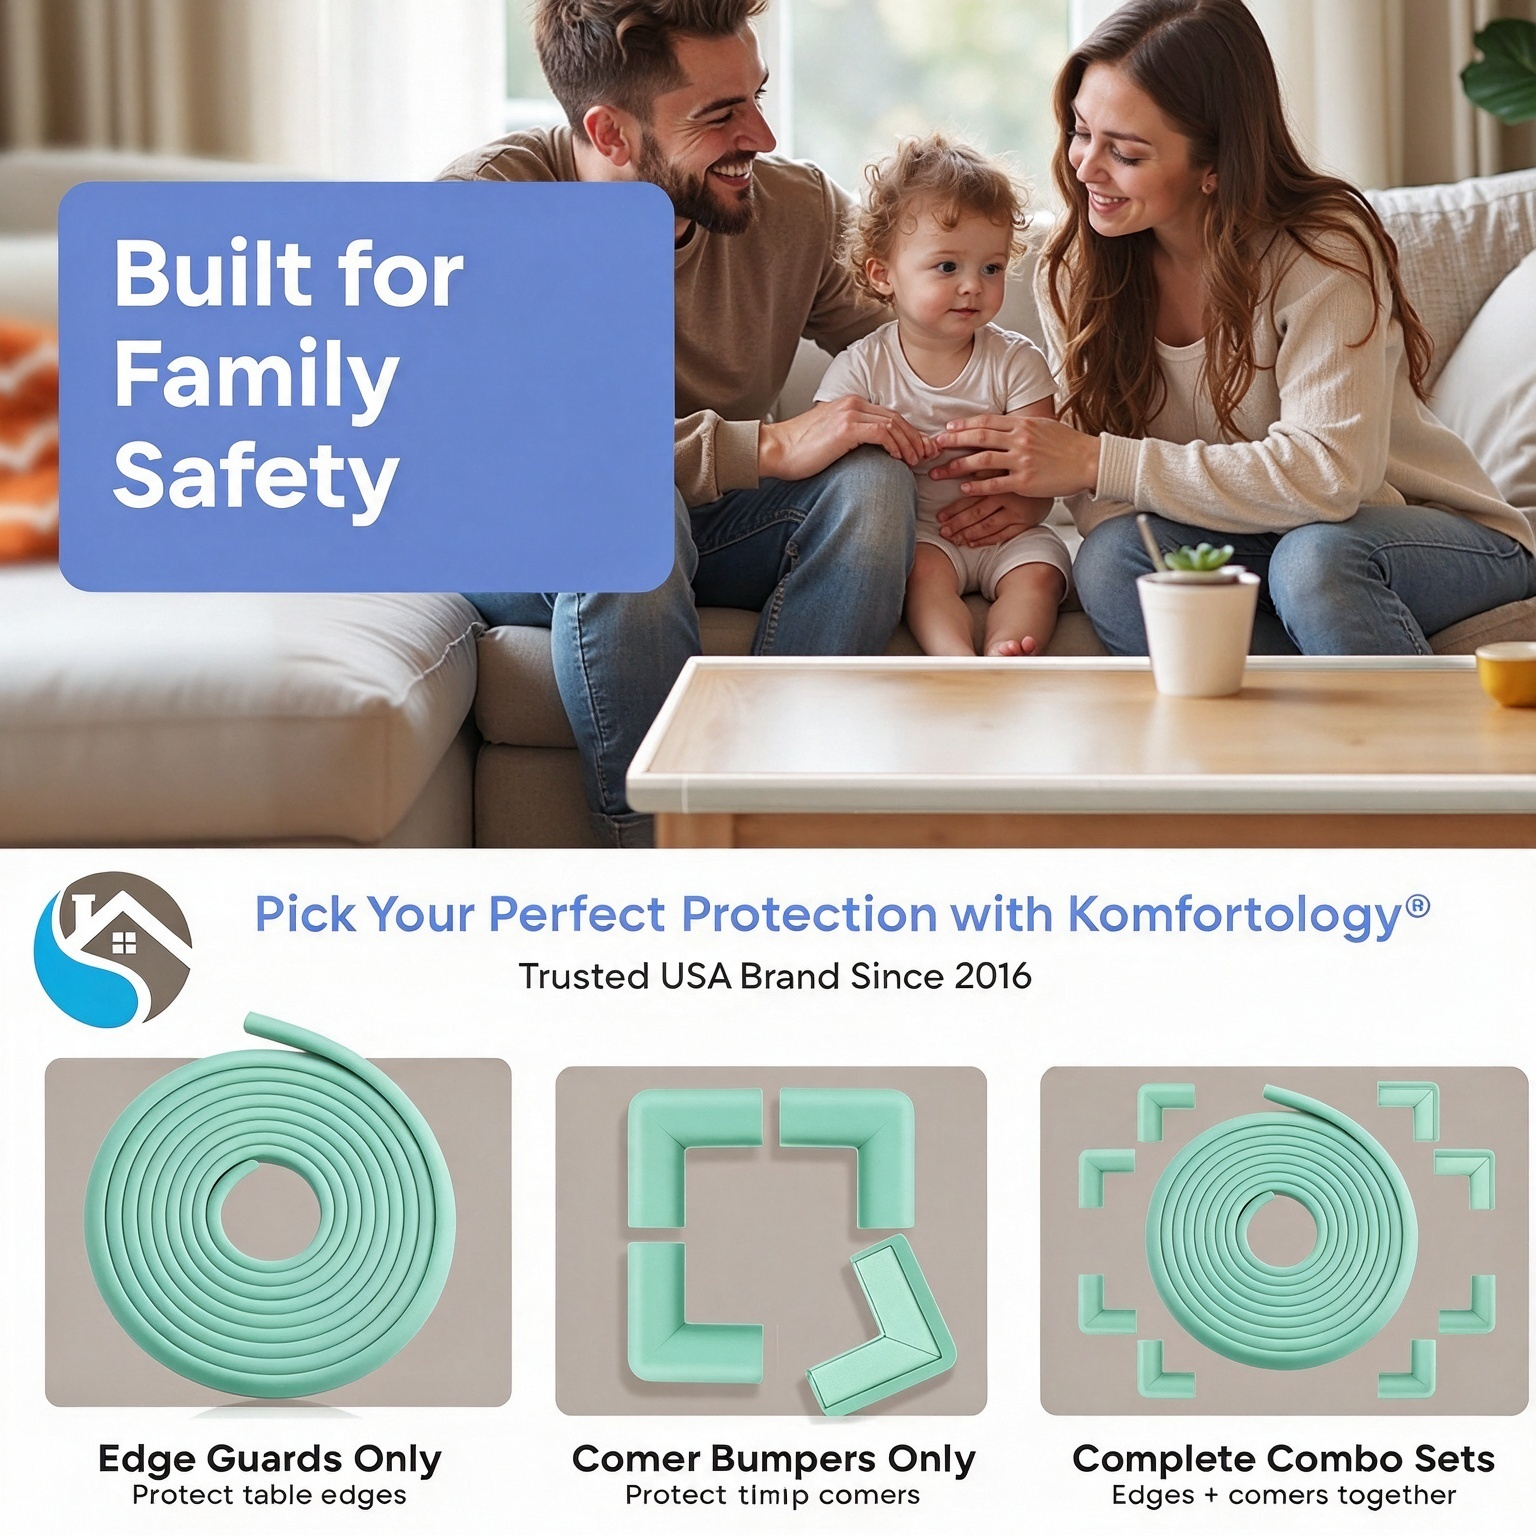 Built for
Family
Safety
Pick Your Perfect Protection with Komfortology®
Trusted USA Brand Since 2016
Edge Guards Only
Protect table edges
Comer Bumpers Only
Protect tlmıp comers
Complete Combo Sets
Edges + comers together